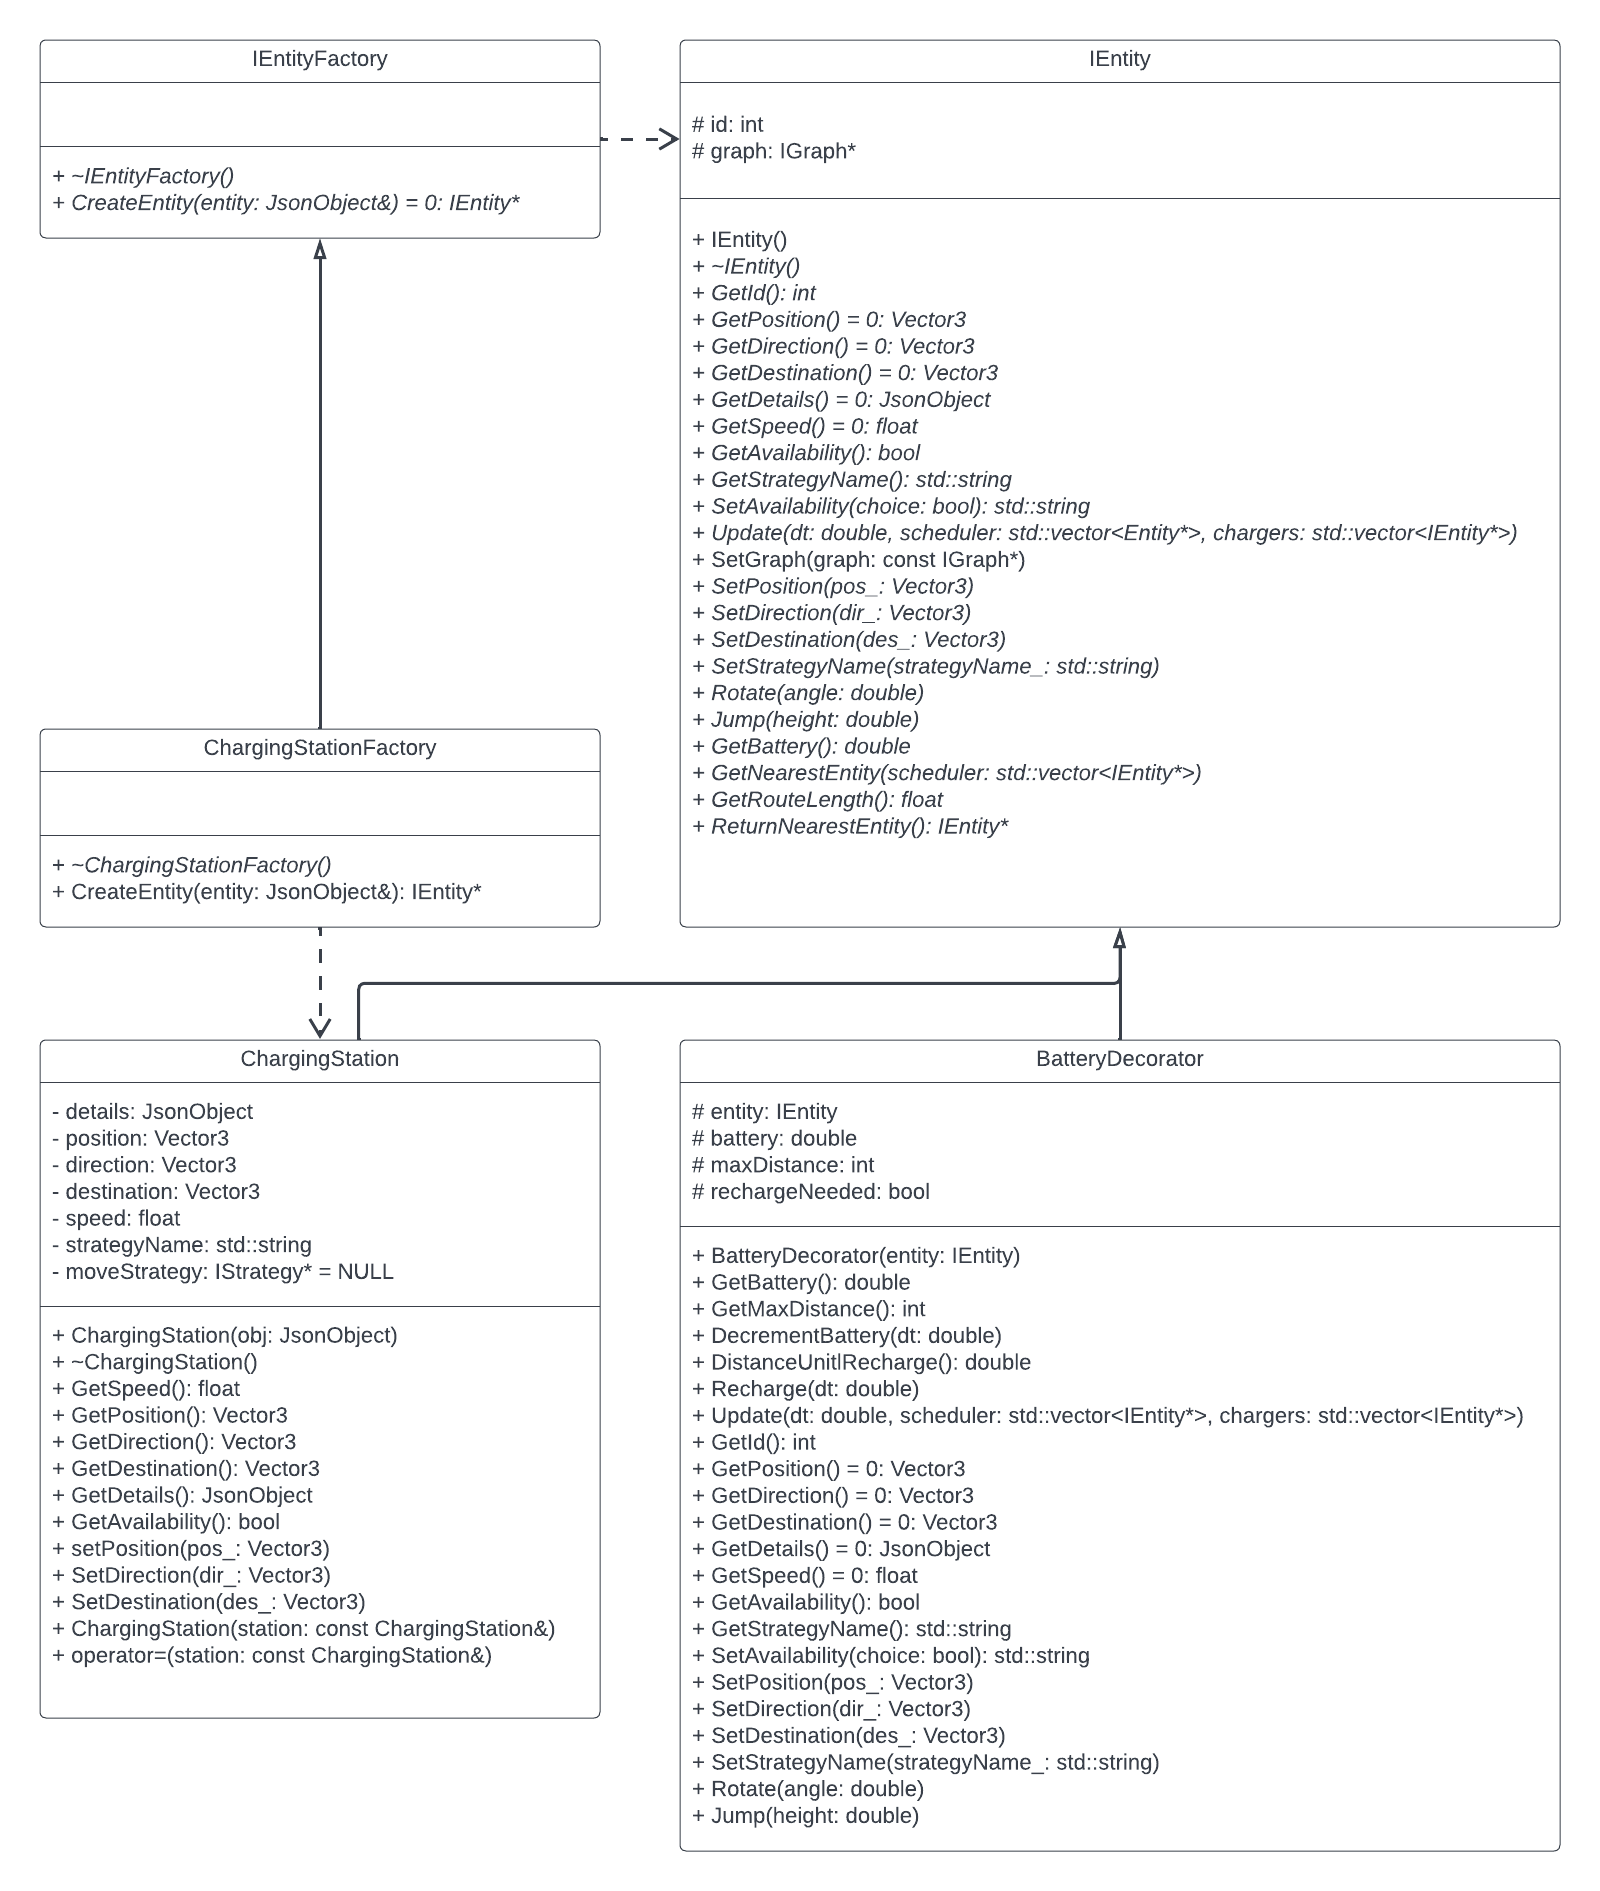 IEntityFactory
+ ~IEntityFactory()
+ CreateEntity(entity: JsonObject&) = 0: IEntity*
IEntity
# id: int
# graph: IGraph*
+ IEntity()
+ ~IEntity()
+ GetId(): int
+ GetPosition() = 0: Vector3
+ GetDirection() = 0: Vector3
+ GetDestination() = 0: Vector3
+ GetDetails() = 0: JsonObject
+ GetSpeed() = 0: float
+ GetAvailability(): bool
+ GetStrategyName(): std::string
+ SetAvailability(choice: bool): std::string
+ Update(dt: double, scheduler: std::vector<Entity*>, chargers: std::vector<IEntity*>)
+ SetGraph(graph: const IGraph*)
+ SetPosition(pos_: Vector3)
+ SetDirection(dir_: Vector3)
+ SetDestination(des_: Vector3)
+ SetStrategyName(strategyName_: std::string)
+ Rotate(angle: double)
+ Jump(height: double)
+ GetBattery(): double
+ GetNearestEntity(scheduler: std::vector<IEntity*>)
+ GetRouteLength(): float
+ ReturnNearestEntity(): IEntity*
ChargingStationFactory
+ ~ChargingStationFactory()
+ CreateEntity(entity: JsonObject&): IEntity*
ChargingStation
- details: JsonObject
- position: Vector3
- direction: Vector3
- destination: Vector3
- speed: float
- strategyName: std::string
- moveStrategy: IStrategy* = NULL
+ ChargingStation(obj: JsonObject)
+ ~ChargingStation()
+ GetSpeed(): float
+ GetPosition(): Vector3
+ GetDirection(): Vector3
+ GetDestination(): Vector3
+ GetDetails(): JsonObject
+ GetAvailability(): bool
+ setPosition(pos_: Vector3)
+ SetDirection(dir_: Vector3)
+ SetDestination(des_: Vector3)
+ ChargingStation(station: const ChargingStation&)
+ operator=(station: const ChargingStation&)
BatteryDecorator
# entity: IEntity
# battery: double
# maxDistance: int
# rechargeNeeded: bool
+ BatteryDecorator(entity: IEntity)
+ GetBattery(): double
+ GetMaxDistance(): int
+ DecrementBattery(dt: double)
+ DistanceUnitlRecharge(): double
+ Recharge(dt: double)
+ Update(dt: double, scheduler: std::vector<IEntity*>, chargers: std::vector<IEntity*>)
+ GetId(): int
+ GetPosition() = 0: Vector3
+ GetDirection() = 0: Vector3
+ GetDestination() = 0: Vector3
+ GetDetails() = 0: JsonObject
+ GetSpeed() = 0: float
+ GetAvailability(): bool
+ GetStrategyName(): std::string
+ SetAvailability(choice: bool): std::string
+ SetPosition(pos_: Vector3)
+ SetDirection(dir_: Vector3)
+ SetDestination(des_: Vector3)
+ SetStrategyName(strategyName_: std::string)
+ Rotate(angle: double)
+ Jump(height: double)